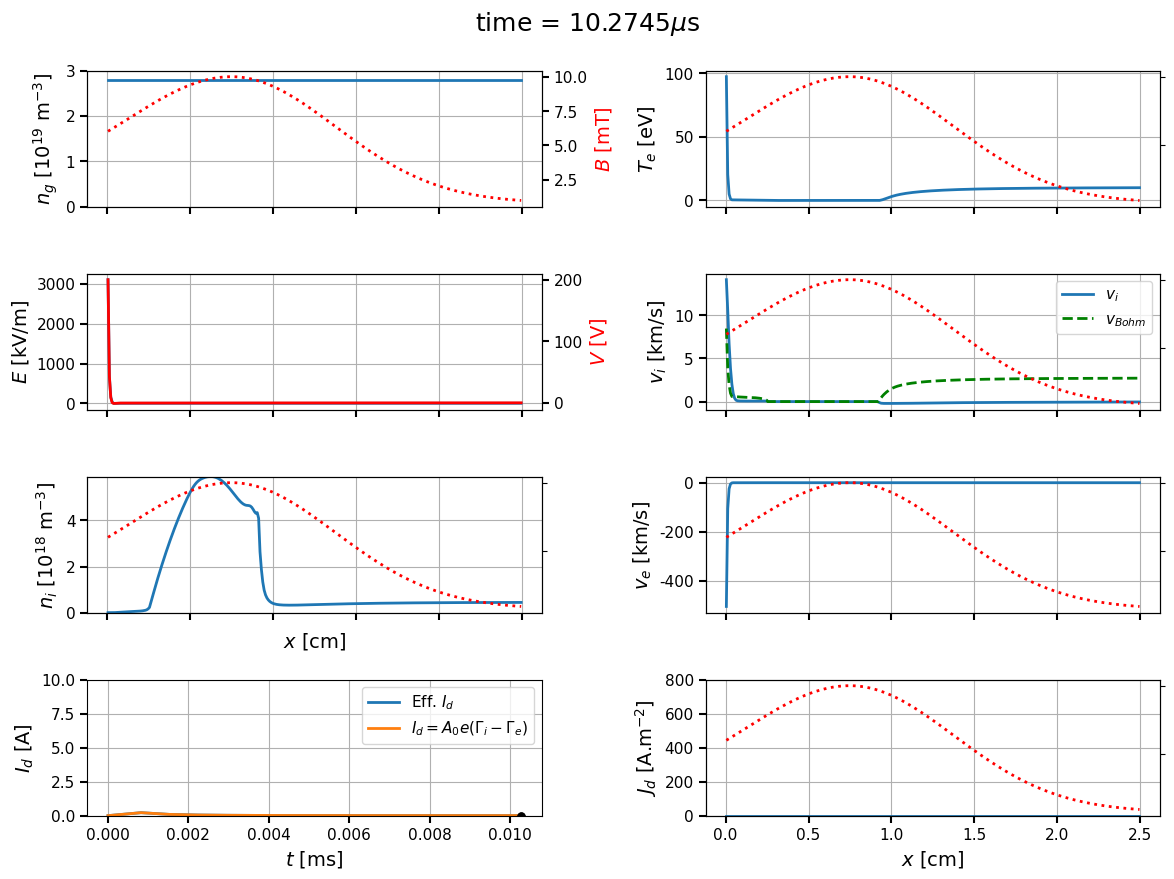 time = 10.2745μs
3
2
1
0
n_g [10^19 m^−3]
10.0
7.5
5.0
2.5
B [mT]
100
50
0
T_e [eV]
3000
2000
1000
0
E [kV/m]
200
100
0
V [V]
10
5
0
v_i [km/s]
v_i
v_Bohm
4
2
0
n_i [10^18 m^−3]
x [cm]
0
-200
-400
v_e [km/s]
10.0
7.5
5.0
2.5
0.0
I_d [A]
Eff. I_d
I_d = A_0e(Γ_i − Γ_e)
0.000 0.002 0.004 0.006 0.008 0.010
t [ms]
800
600
400
200
0
J_d [A.m^−2]
0.0 0.5 1.0 1.5 2.0 2.5
x [cm]